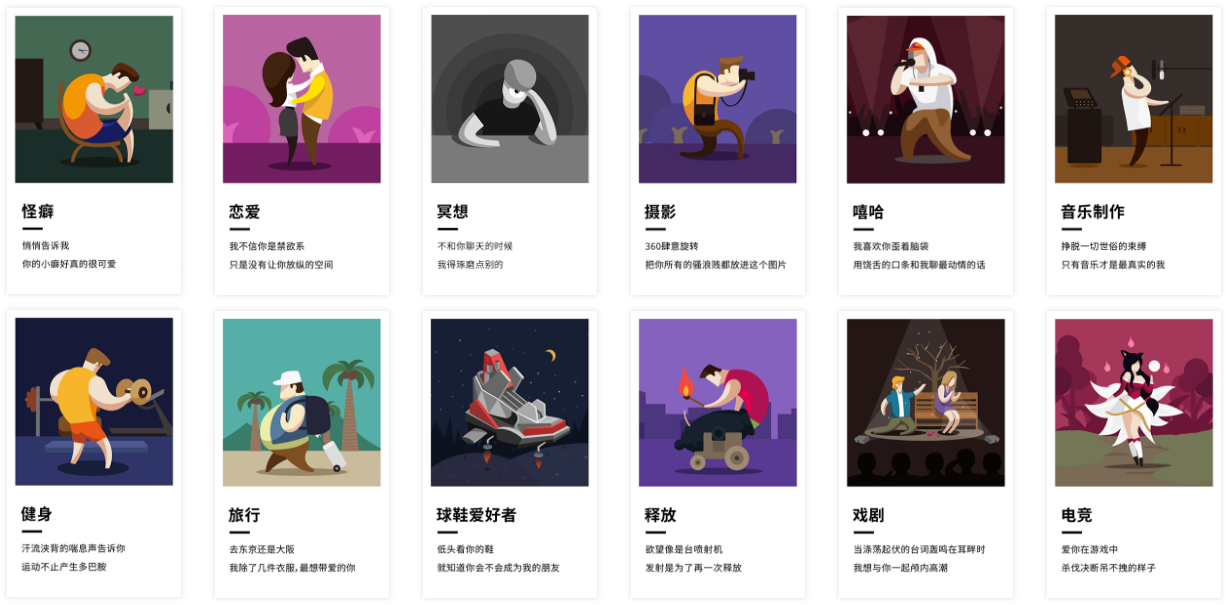 怪癖
悄悄告诉我
你的小癖好真的很可爱
恋爱
我不信你是禁欲系
只是没有让你放纵的空间
冥想
不和你聊天的时候
我得琢磨点别的
摄影
360肆意旋转
把你所有的骚浪贱都放进这个图片
嘻哈
我喜欢你歪着脑袋
用饶舌的口条和我聊最动情的话
音乐制作
挣脱一切世俗的束缚
只有音乐才是最真实的我
健身
汗流浃背的喘息声告诉你
运动不止产生多巴胺
旅行
去东京还是大阪
我除了几件衣服,最想带爱的你
球鞋爱好者
低头看你的鞋
就知道你会不会成为我的朋友
释放
欲望像是台喷射机
发射是为了再一次释放
戏剧
当涤荡起伏的台词轰鸣在耳畔时
我想与你一起颅内高潮
电竞
爱你在游戏中
杀伐决断吊不拽的样子